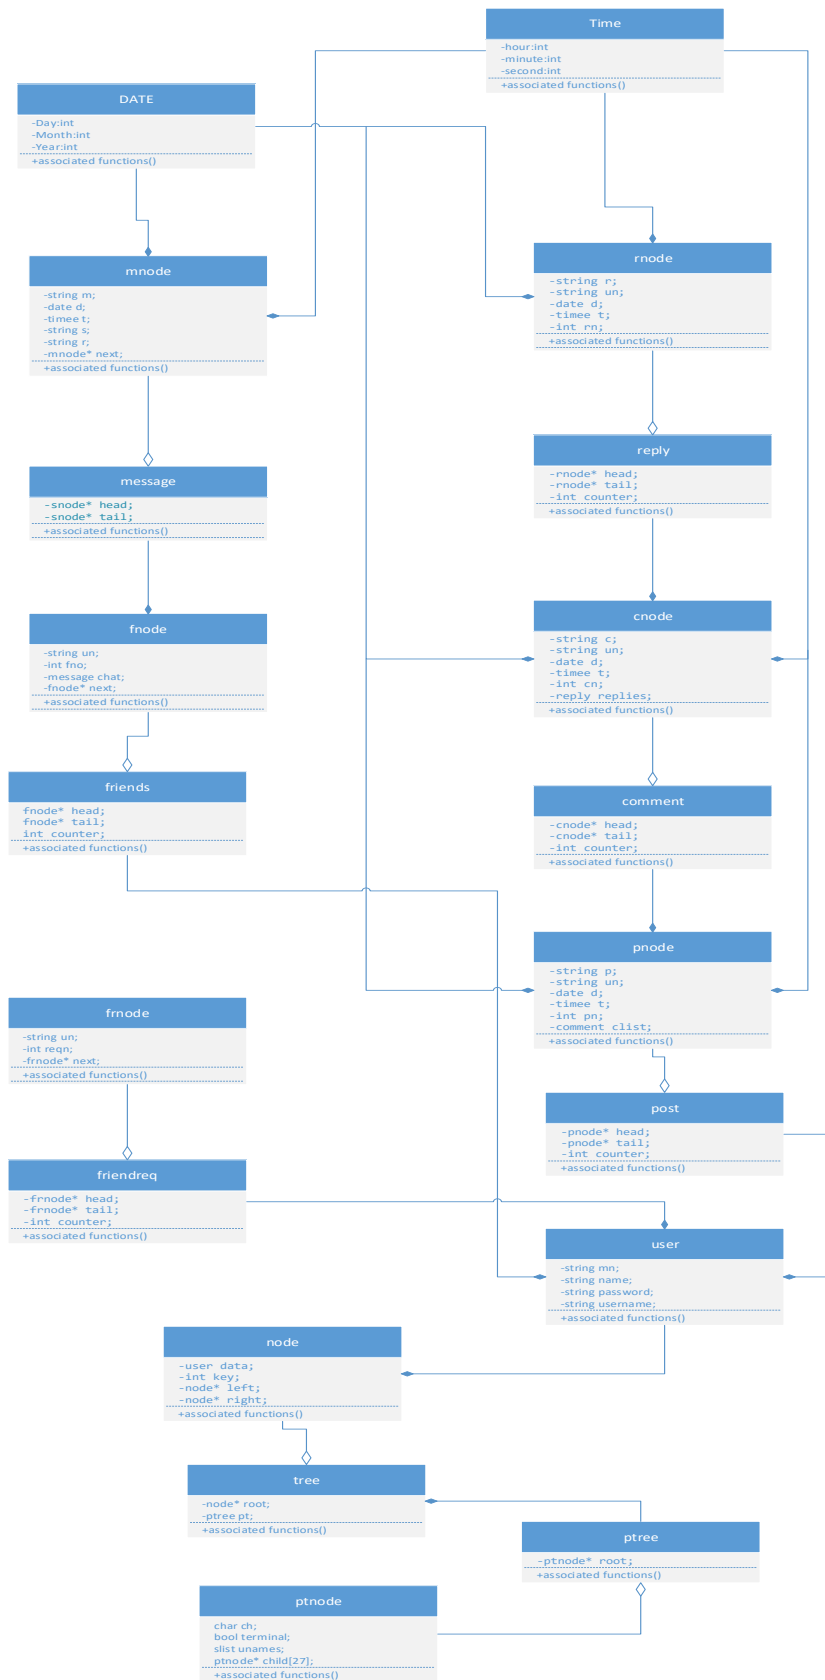 Time
-hour:int
-minute:int
-second:int
+associated functions()
DATE
-Day:int
-Month:int
-Year:int
+associated functions()
mnode
-string m;
-date d;
-timee t;
-string s;
-string r;
-mnode* next;
+associated functions()
rnode
-string r;
-string un;
-date d;
-timee t;
-int rn;
+associated functions()
message
-snode* head;
-snode* tail;
+associated functions()
reply
-rnode* head;
-rnode* tail;
-int counter;
+associated functions()
fnode
-string un;
-int fno;
-message chat;
-fnode* next;
+associated functions()
cnode
-string c;
-string un;
-date d;
-timee t;
-int cn;
-reply replies;
+associated functions()
friends
fnode* head;
fnode* tail;
int counter;
+associated functions()
comment
-cnode* head;
-cnode* tail;
-int counter;
+associated functions()
pnode
-string p;
-string un;
-date d;
-timee t;
-int pn;
-comment clist;
+associated functions()
frnode
-string un;
-int reqn;
-frnode* next;
+associated functions()
post
-pnode* head;
-pnode* tail;
-int counter;
+associated functions()
friendreq
-frnode* head;
-frnode* tail;
-int counter;
+associated functions()
user
-string mn;
-string name;
-string password;
-string username;
+associated functions()
node
-user data;
-int key;
-node* left;
-node* right;
+associated functions()
tree
-node* root;
-ptree pt;
+associated functions()
ptree
-ptnode* root;
+associated functions()
ptnode
char ch;
bool terminal;
slist unames;
ptnode* child[27];
+associated functions()